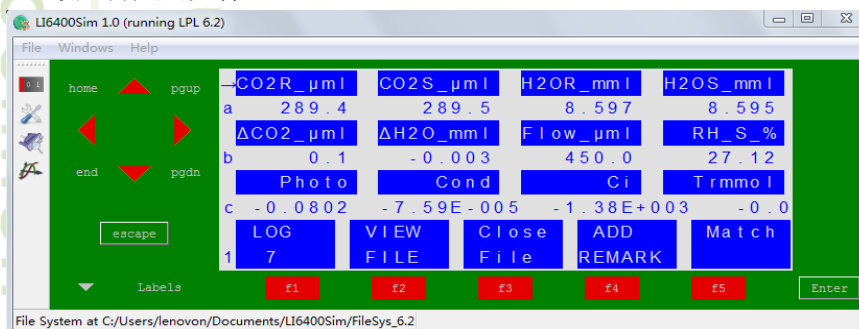 LI6400Sim 1.0 (running LPL 6.2)
File Windows Help
home pgup
end pgdn
escape
Labels
→CO2R_µml CO2S_µml H2OR_mml H2OS_mml
a 289.4 289.5 8.597 8.595
ΔCO2_µml ΔH2O_mml Flow_µml RH_S_%
b 0.1 -0.003 450.0 27.12
Photo Cond Ci Trmmol
c -0.0802 -7.59E-005 -1.38E+003 -0.0
LOG VIEW Close ADD Match
1 7 FILE File REMARK
f1 f2 f3 f4 f5 Enter
File System at C:/Users/lenovon/Documents/LI6400Sim/FileSys_6.2